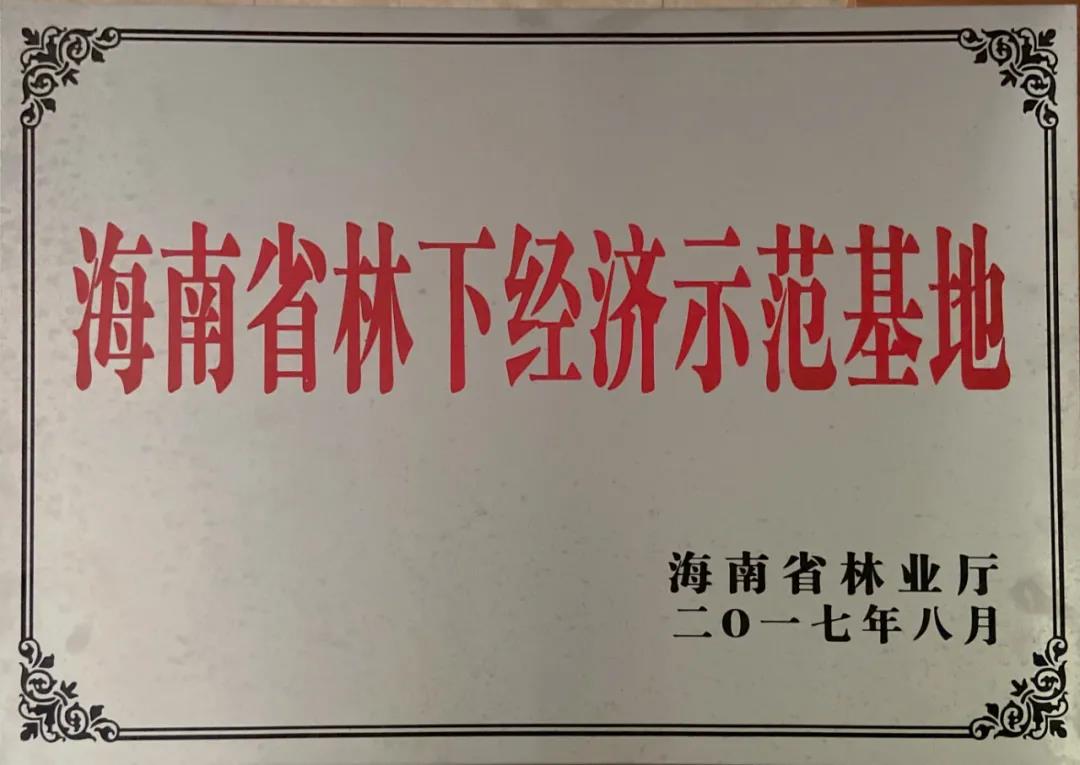 海南省林下经济示范基地
海南省林业厅
二〇一七年八月